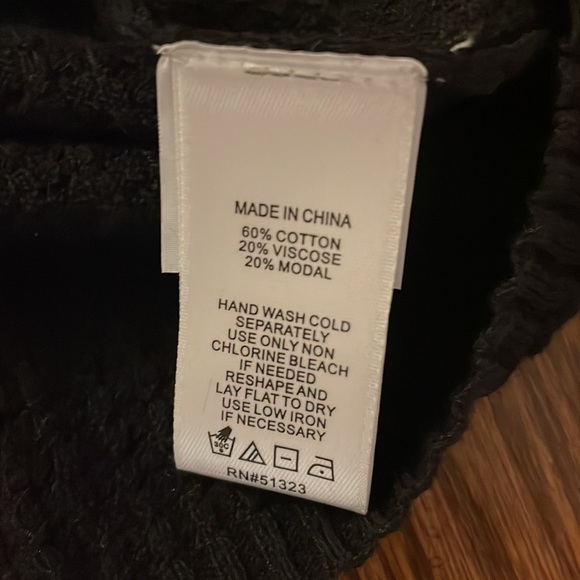 MADE IN CHINA
60% COTTON
20% VISCOSE
20% MODAL
HAND WASH COLD
SEPARATELY
USE ONLY NON
CHLORINE BLEACH
IF NEEDED
RESHAPE AND
LAY FLAT TO DRY
USE LOW IRON
IF NECESSARY
30C
RN#51323